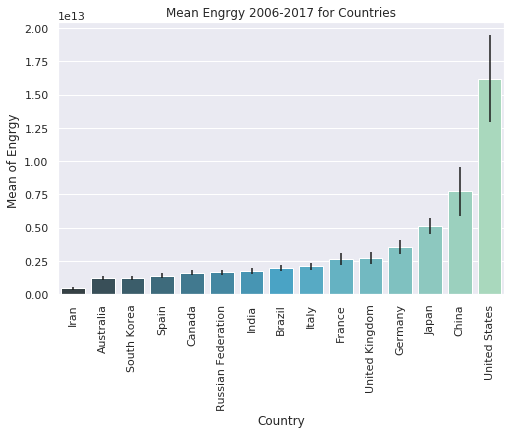 Mean Engrgy 2006-2017 for Countries
1e13
2.00
1.75
1.50
1.25
1.00
0.75
0.50
0.25
0.00
Mean of Engrgy
Iran
Australia
South Korea
Spain
Canada
Russian Federation
India
Brazil
Italy
France
United Kingdom
Germany
Japan
China
United States
Country